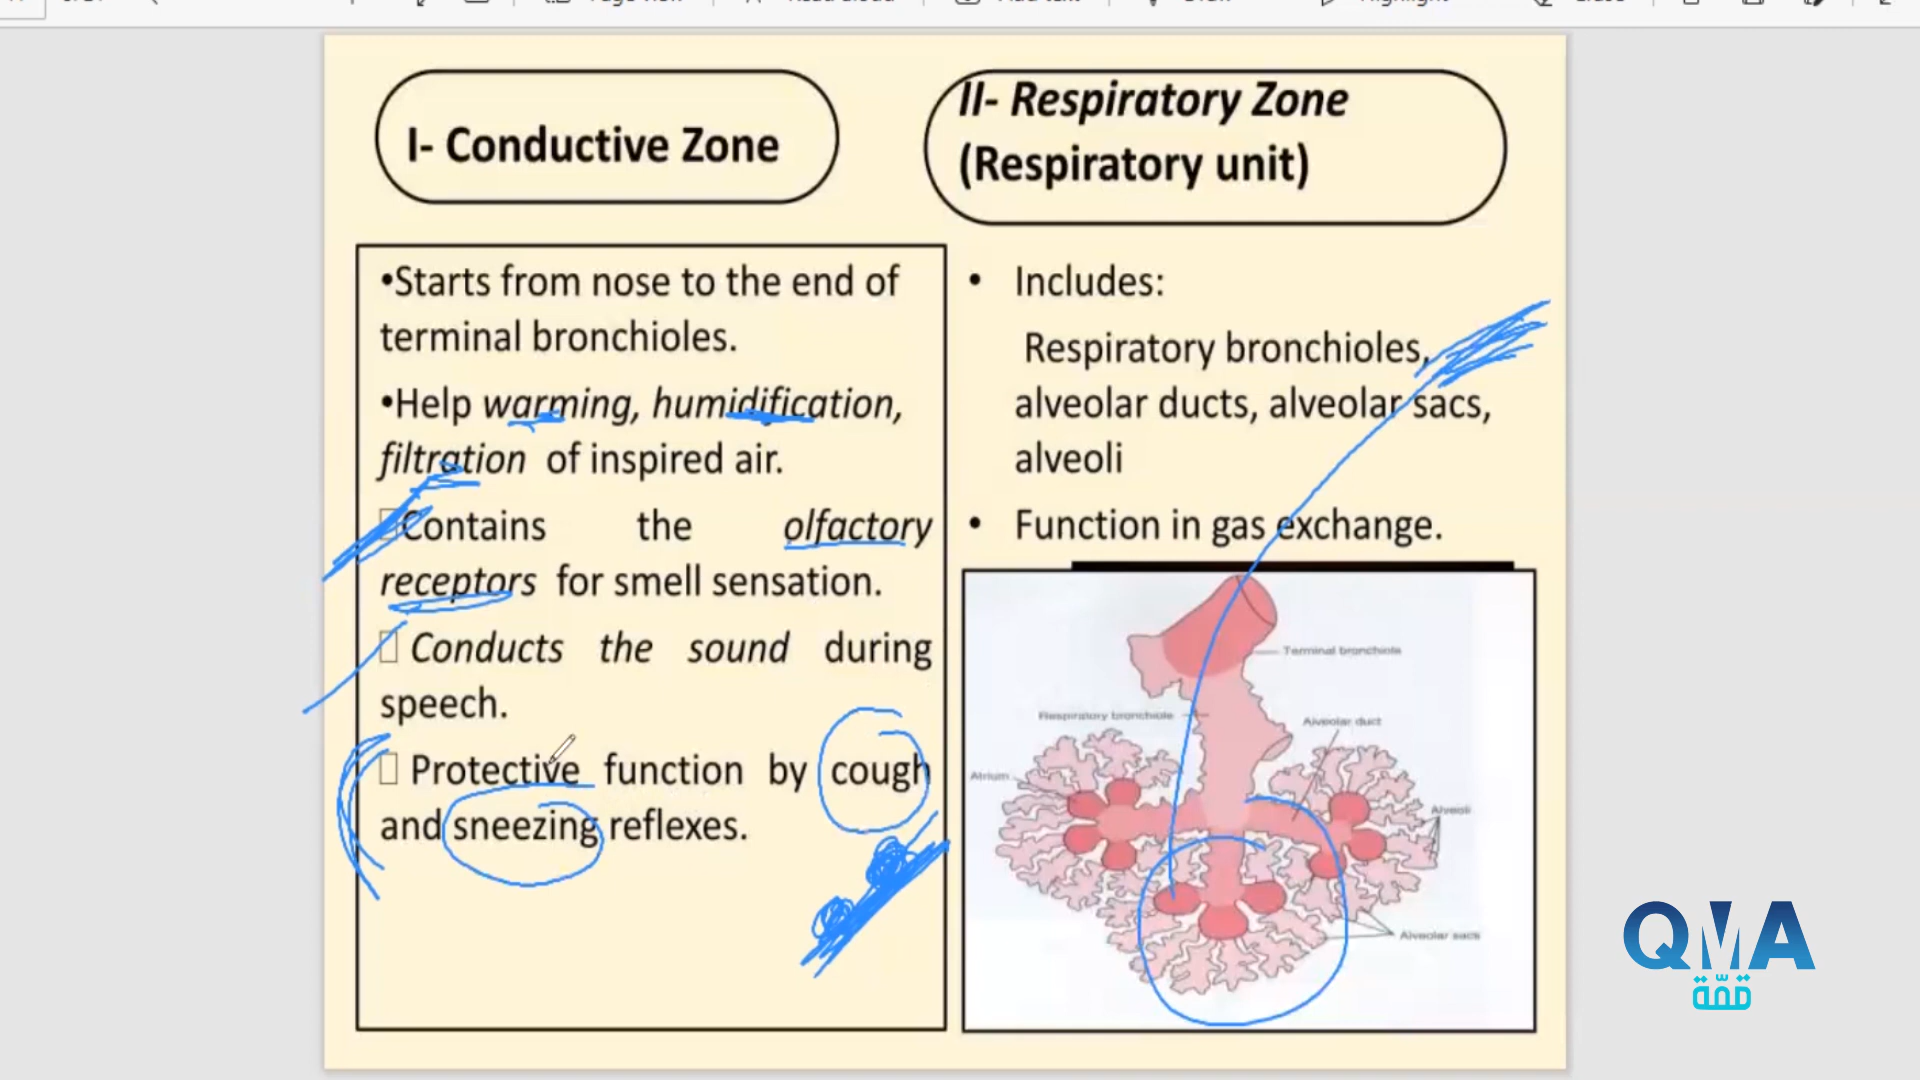 I- Conductive Zone
•Starts from nose to the end of
terminal bronchioles.
•Help warming, humidification,
filtration of inspired air.
Contains the olfactory
receptors for smell sensation.
Conducts the sound during
speech.
Protective function by cough
and sneezing reflexes.
II- Respiratory Zone
(Respiratory unit)
• Includes:
Respiratory bronchioles,
alveolar ducts, alveolar sacs,
alveoli
• Function in gas exchange.
Terminal bronchiole
Respiratory bronchiole
Alveolar duct
Atrium
Alveoli
Alveolar sacs
QMA
قمّة